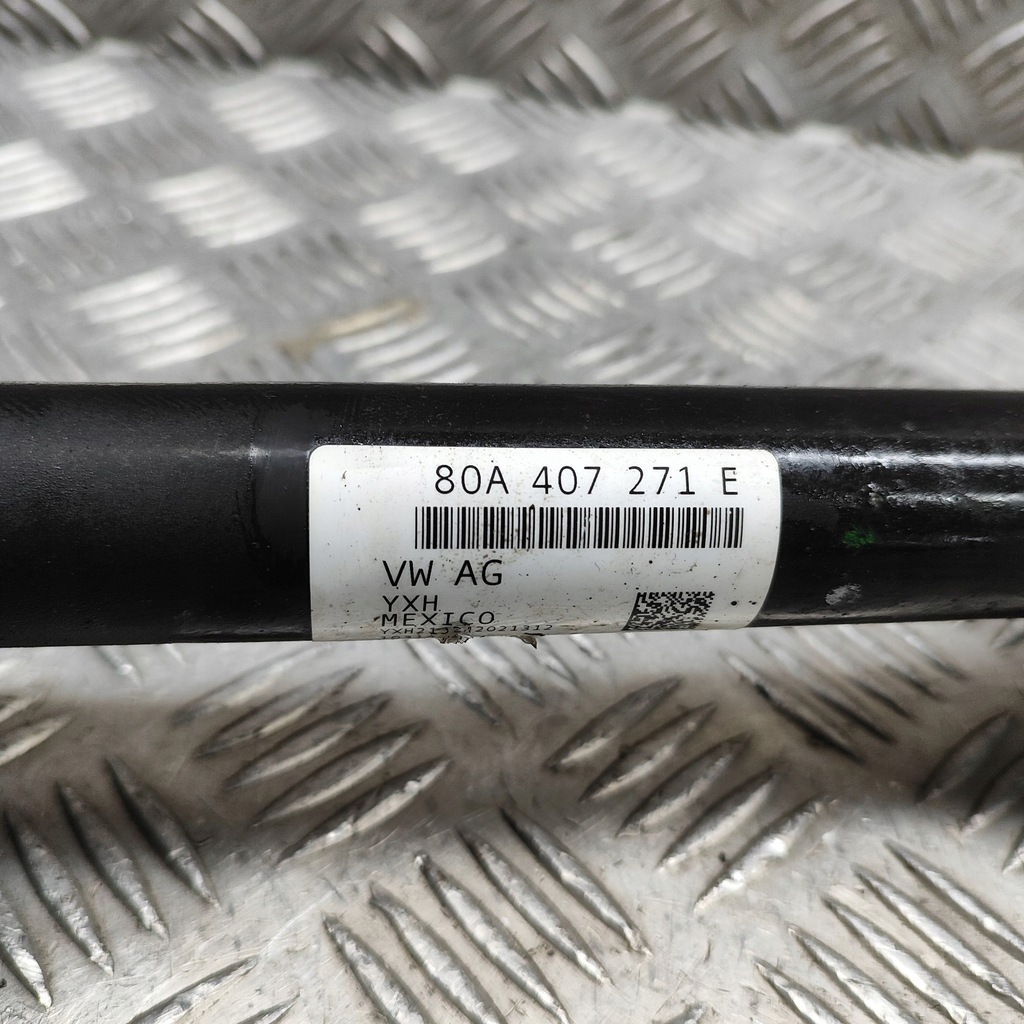 80A 407 271 E
VW AG
YXH
MEXICO